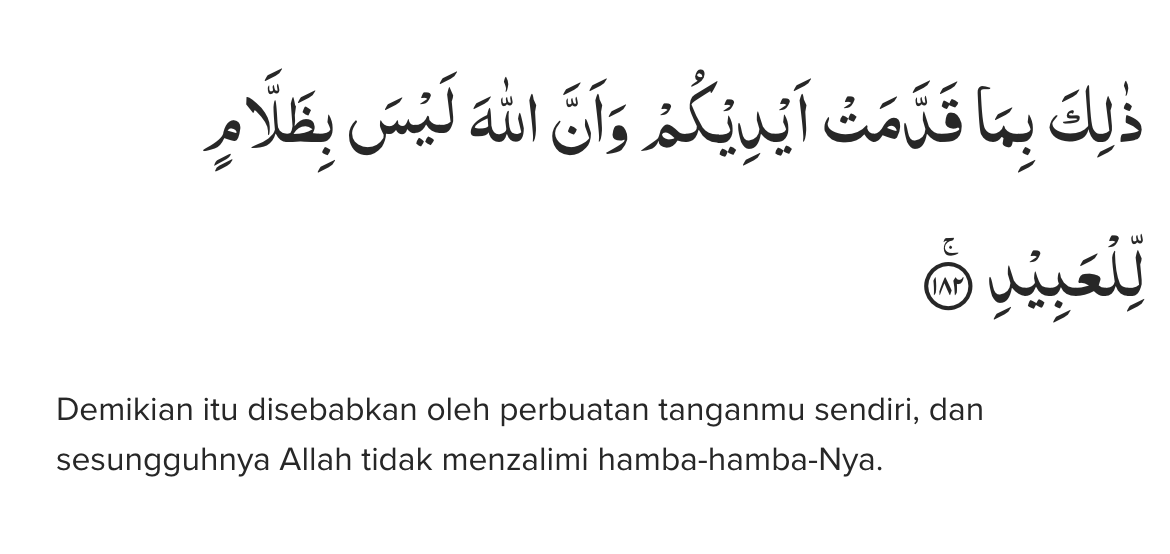 ذٰلِكَ بِمَا قَدَّمَتْ اَيْدِيْكُمْ وَاَنَّ اللّٰهَ لَيْسَ بِظَلَّامٍ
لِّلْعَبِيْدِۚ ١٨٢
Demikian itu disebabkan oleh perbuatan tanganmu sendiri, dan
sesungguhnya Allah tidak menzalimi hamba-hamba-Nya.